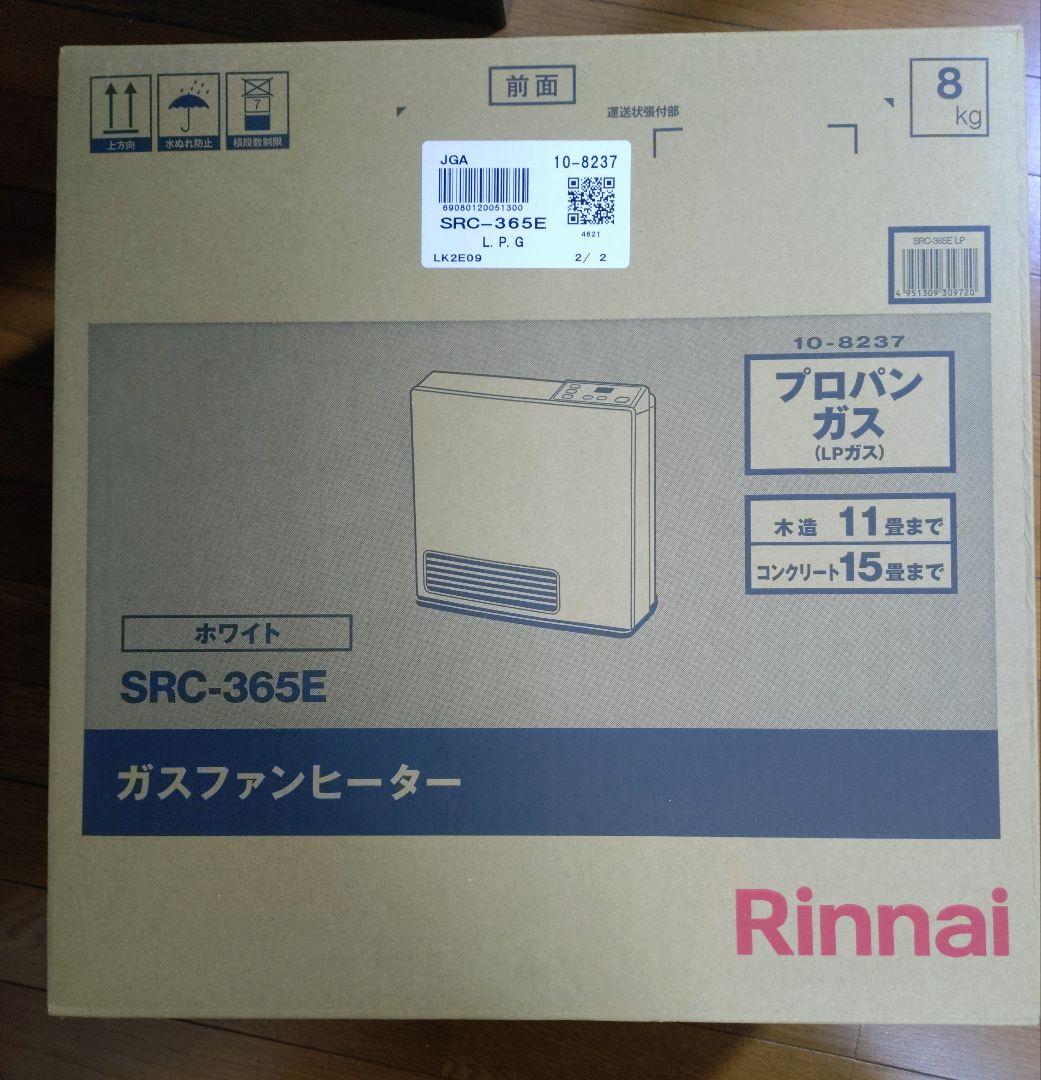 上方向
水ぬれ防止
7
積段数制限
前面
運送状張付部
8
kg
JGA
10-8237
69080120051300
SRC-365E
4621
L.P.G
LK2E09
2/ 2
SRC-365E LP
4 951309 309720
10-8237
プロパン
ガス
(LPガス)
木造 11畳まで
コンクリート15畳まで
ホワイト
SRC-365E
ガスファンヒーター
Rinnai